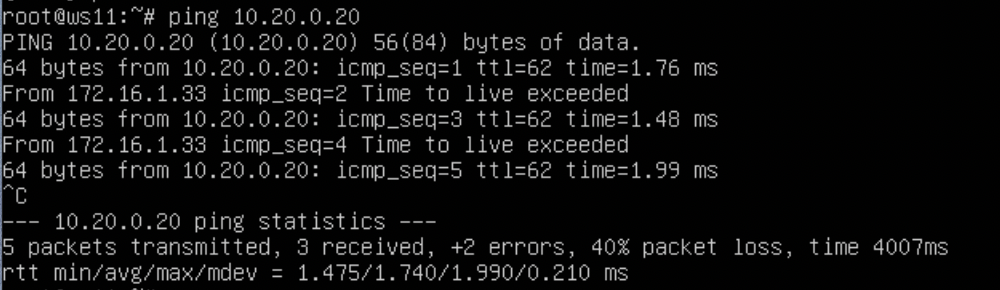 root@ws11:~# ping 10.20.0.20
PING 10.20.0.20 (10.20.0.20) 56(84) bytes of data.
64 bytes from 10.20.0.20: icmp_seq=1 ttl=62 time=1.76 ms
From 172.16.1.33 icmp_seq=2 Time to live exceeded
64 bytes from 10.20.0.20: icmp_seq=3 ttl=62 time=1.48 ms
From 172.16.1.33 icmp_seq=4 Time to live exceeded
64 bytes from 10.20.0.20: icmp_seq=5 ttl=62 time=1.99 ms
^C
--- 10.20.0.20 ping statistics ---
5 packets transmitted, 3 received, +2 errors, 40% packet loss, time 4007ms
rtt min/avg/max/mdev = 1.475/1.740/1.990/0.210 ms